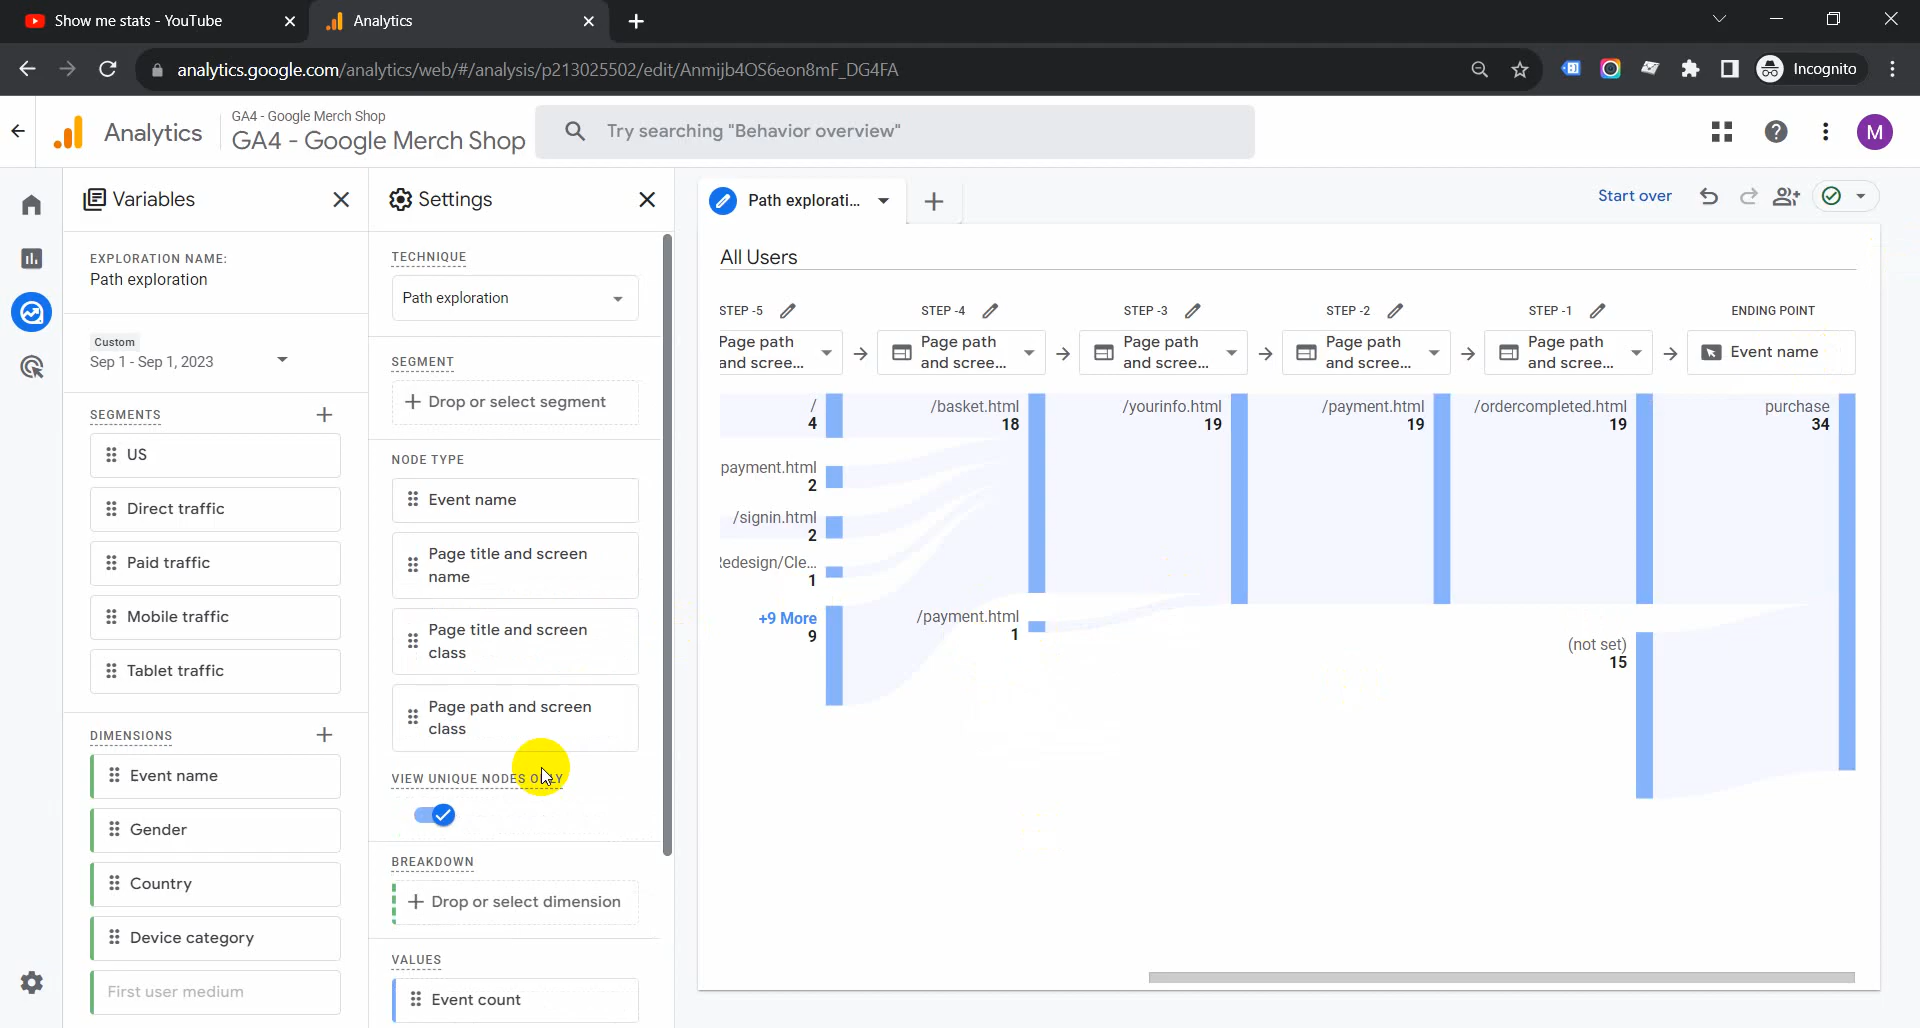 Show me stats - YouTube
Analytics
analytics.google.com/analytics/web/#/analysis/p213025502/edit/Anmijb4OS6eon8mF_DG4FA
Incognito
Analytics
GA4 - Google Merch Shop
GA4 - Google Merch Shop
Try searching "Behavior overview"
M
Variables
EXPLORATION NAME:
Path exploration
Custom
Sep 1 - Sep 1, 2023
SEGMENTS
US
Direct traffic
Paid traffic
Mobile traffic
Tablet traffic
DIMENSIONS
Event name
Gender
Country
Device category
First user medium
Settings
TECHNIQUE
Path exploration
SEGMENT
Drop or select segment
NODE TYPE
Event name
Page title and screen
name
Page title and screen
class
Page path and screen
class
VIEW UNIQUE NODES ONLY
BREAKDOWN
Drop or select dimension
VALUES
Event count
Path explorati...
Start over
All Users
STEP -5
Page path
and scree...
/
4
payment.html
2
/signin.html
2
Redesign/Cle...
1
+9 More
9
STEP -4
Page path
and scree...
/basket.html
18
/payment.html
1
STEP -3
Page path
and scree...
/yourinfo.html
19
STEP -2
Page path
and scree...
/payment.html
19
STEP -1
Page path
and scree...
/ordercompleted.html
19
(not set)
15
ENDING POINT
Event name
purchase
34